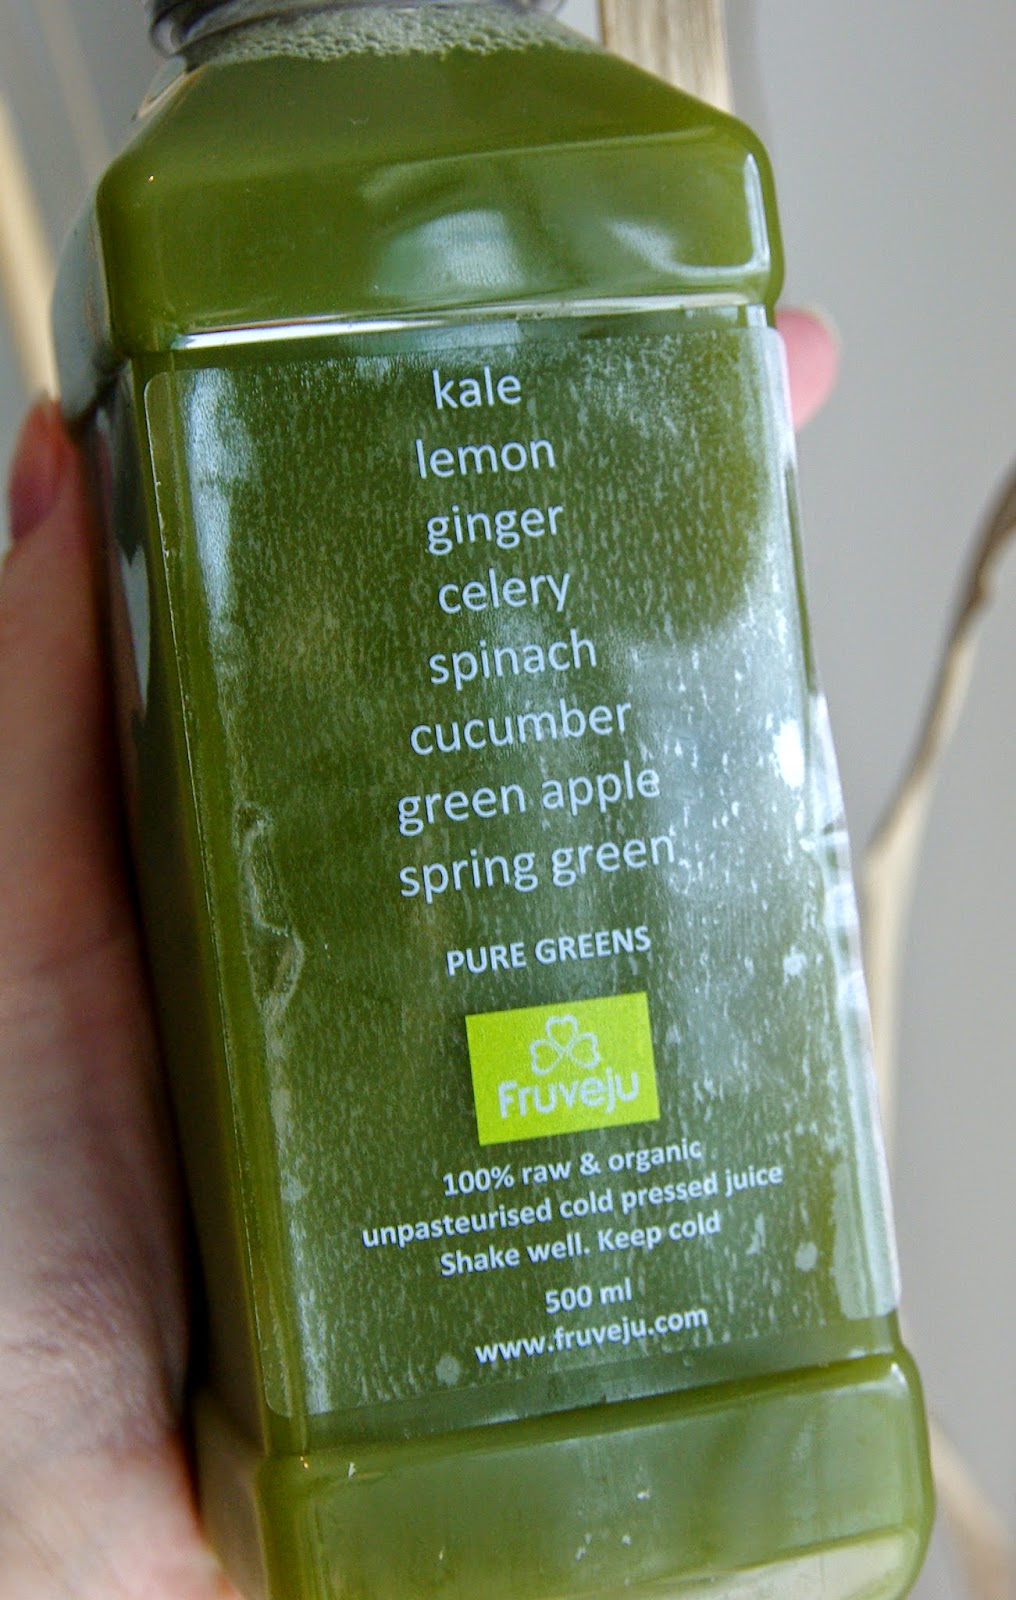 kale
lemon
ginger
celery
spinach
cucumber
green apple
spring green
PURE GREENS
Fruveju
100% raw & organic
unpasteurised cold pressed juice
Shake well. Keep cold
500 ml
www.fruveju.com